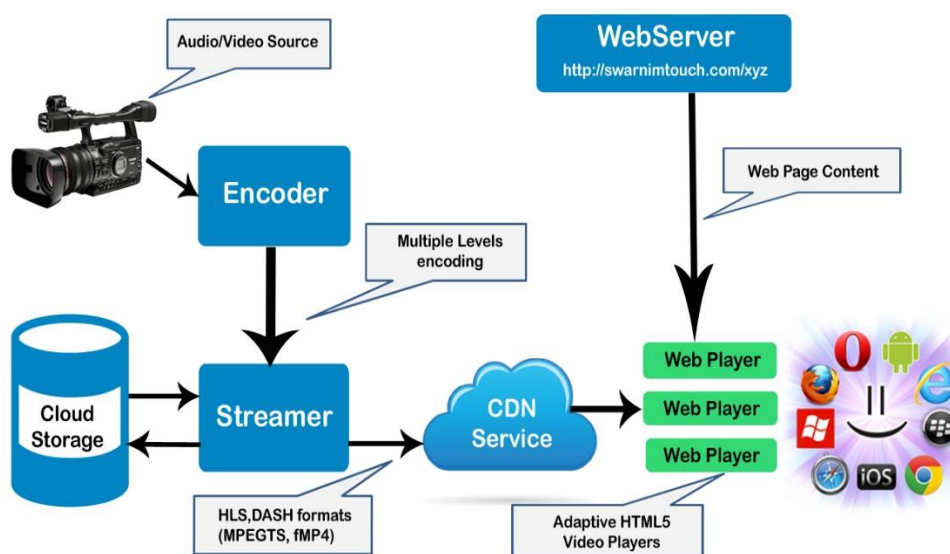 Audio/Video Source
WebServer
http://swarnimtouch.com/xyz
Encoder
Web Page Content
Multiple Levels
encoding
Web Player
Cloud
Storage
Streamer
CDN
Service
Web Player
Web Player
iOS
HLS,DASH formats
(MPEGTS, fMP4)
Adaptive HTML5
Video Players